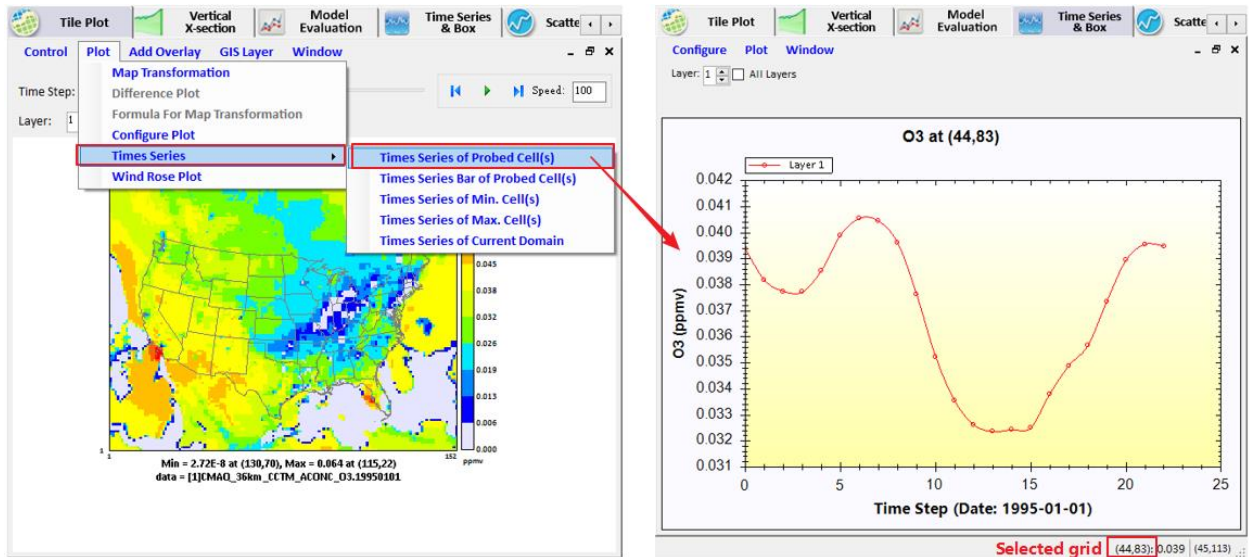 Tile Plot
Vertical X-section
Model Evaluation
Time Series & Box
Scatte
Control Plot Add Overlay GIS Layer Window
Map Transformation
Difference Plot
Formula For Map Transformation
Configure Plot
Times Series
Wind Rose Plot
Times Series of Probed Cell(s)
Times Series Bar of Probed Cell(s)
Times Series of Min. Cell(s)
Times Series of Max. Cell(s)
Times Series of Current Domain
Time Step:
Speed: 100
Layer: 1
0.045
0.038
0.032
0.026
0.019
0.013
0.006
0.000
ppmv
1
1
152
Min = 2.72E-8 at (130,70), Max = 0.064 at (115,22)
data = [1]CMAQ_36km_CCTM_ACONC_O3.19950101
Tile Plot
Vertical X-section
Model Evaluation
Time Series & Box
Scatte
Configure Plot Window
Layer: 1 All Layers
O3 at (44,83)
Layer 1
O3 (ppmv)
0.042
0.041
0.040
0.039
0.038
0.037
0.036
0.035
0.034
0.033
0.032
0.031
0 5 10 15 20 25
Time Step (Date: 1995-01-01)
Selected grid (44,83): 0.039 (45,113)